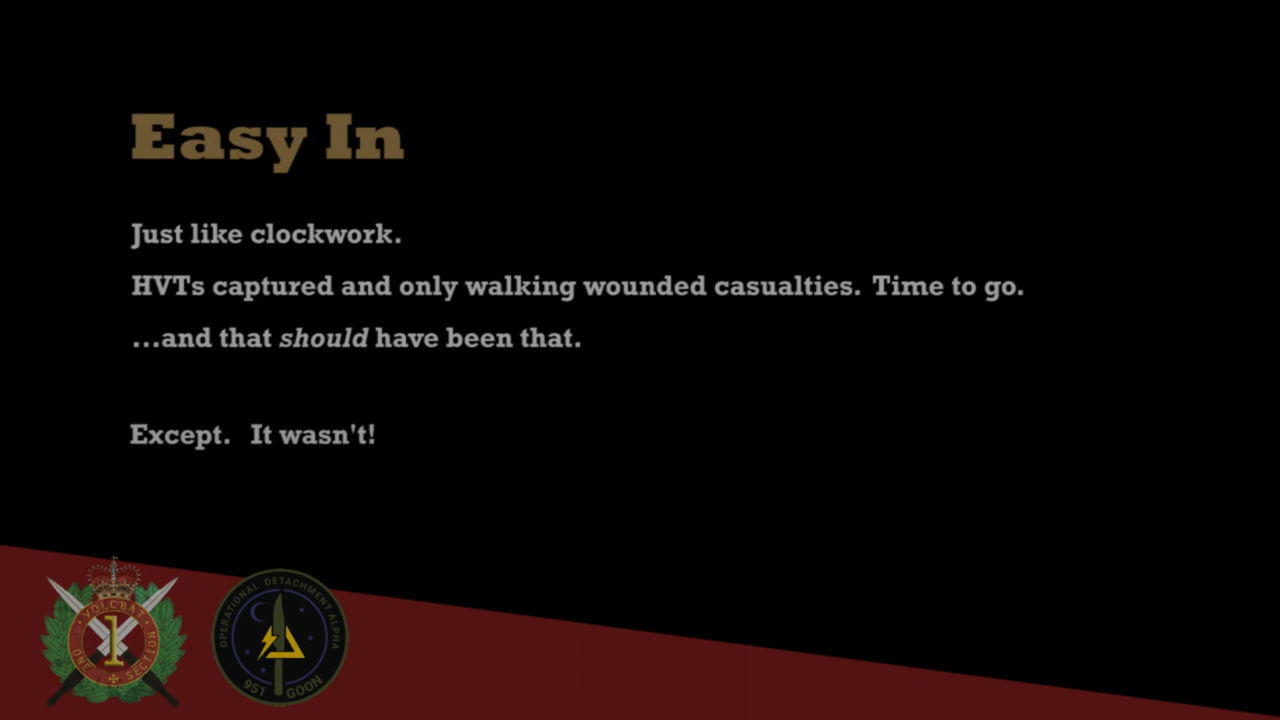 Easy In
Just like clockwork.
HVTs captured and only walking wounded casualties. Time to go.
...and that should have been that.
Except. It wasn't!
VOLCBAT
1
ONE SECTION
OPERATIONAL DETACHMENT ALPHA
951 GOON